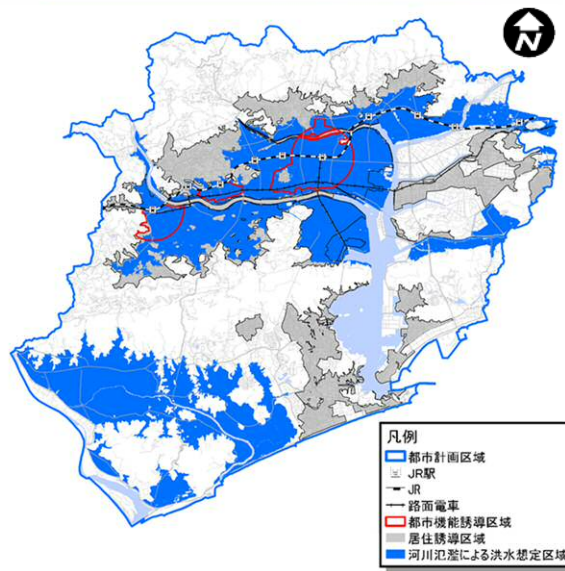 N
凡例
都市計画区域
JR駅
JR
路面電車
都市機能誘導区域
居住誘導区域
河川氾濫による洪水想定区域